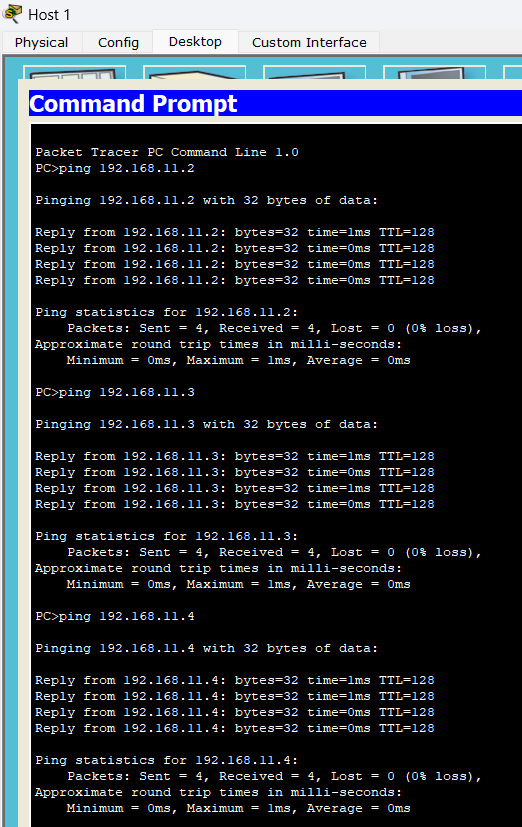 Host 1
Physical Config Desktop Custom Interface
Command Prompt
Packet Tracer PC Command Line 1.0
PC>ping 192.168.11.2
Pinging 192.168.11.2 with 32 bytes of data:
Reply from 192.168.11.2: bytes=32 time=1ms TTL=128
Reply from 192.168.11.2: bytes=32 time=0ms TTL=128
Reply from 192.168.11.2: bytes=32 time=0ms TTL=128
Reply from 192.168.11.2: bytes=32 time=0ms TTL=128
Ping statistics for 192.168.11.2:
Packets: Sent = 4, Received = 4, Lost = 0 (0% loss),
Approximate round trip times in milli-seconds:
Minimum = 0ms, Maximum = 1ms, Average = 0ms
PC>ping 192.168.11.3
Pinging 192.168.11.3 with 32 bytes of data:
Reply from 192.168.11.3: bytes=32 time=1ms TTL=128
Reply from 192.168.11.3: bytes=32 time=0ms TTL=128
Reply from 192.168.11.3: bytes=32 time=1ms TTL=128
Reply from 192.168.11.3: bytes=32 time=0ms TTL=128
Ping statistics for 192.168.11.3:
Packets: Sent = 4, Received = 4, Lost = 0 (0% loss),
Approximate round trip times in milli-seconds:
Minimum = 0ms, Maximum = 1ms, Average = 0ms
PC>ping 192.168.11.4
Pinging 192.168.11.4 with 32 bytes of data:
Reply from 192.168.11.4: bytes=32 time=1ms TTL=128
Reply from 192.168.11.4: bytes=32 time=1ms TTL=128
Reply from 192.168.11.4: bytes=32 time=0ms TTL=128
Reply from 192.168.11.4: bytes=32 time=0ms TTL=128
Ping statistics for 192.168.11.4:
Packets: Sent = 4, Received = 4, Lost = 0 (0% loss),
Approximate round trip times in milli-seconds:
Minimum = 0ms, Maximum = 1ms, Average = 0ms